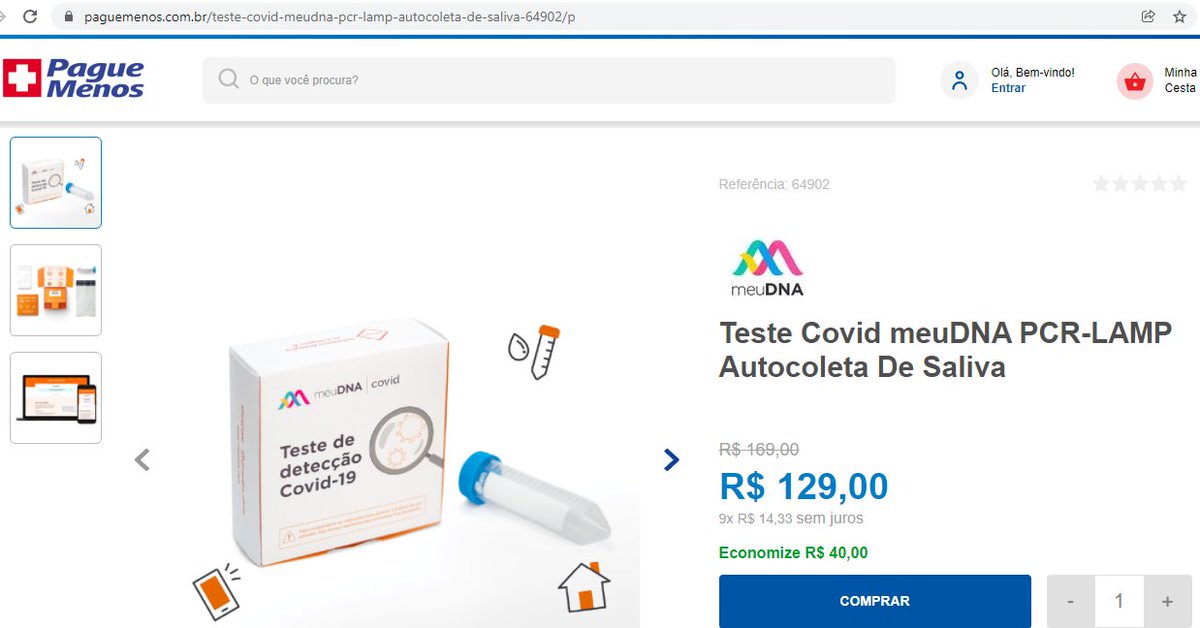 paguemenos.com.br/teste-covid-meudna-pcr-lamp-autocoleta-de-saliva-64902/p
Pague
Menos
O que você procura?
Olá, Bem-vindo!
Entrar
Minha
Cesta
Referência: 64902
meuDNA
Teste Covid meuDNA PCR-LAMP
Autocoleta De Saliva
meuDNA | covid
Teste de
detecção
Covid-19
R$ 169,00
R$ 129,00
9x R$ 14,33 sem juros
Economize R$ 40,00
COMPRAR
- 1 +